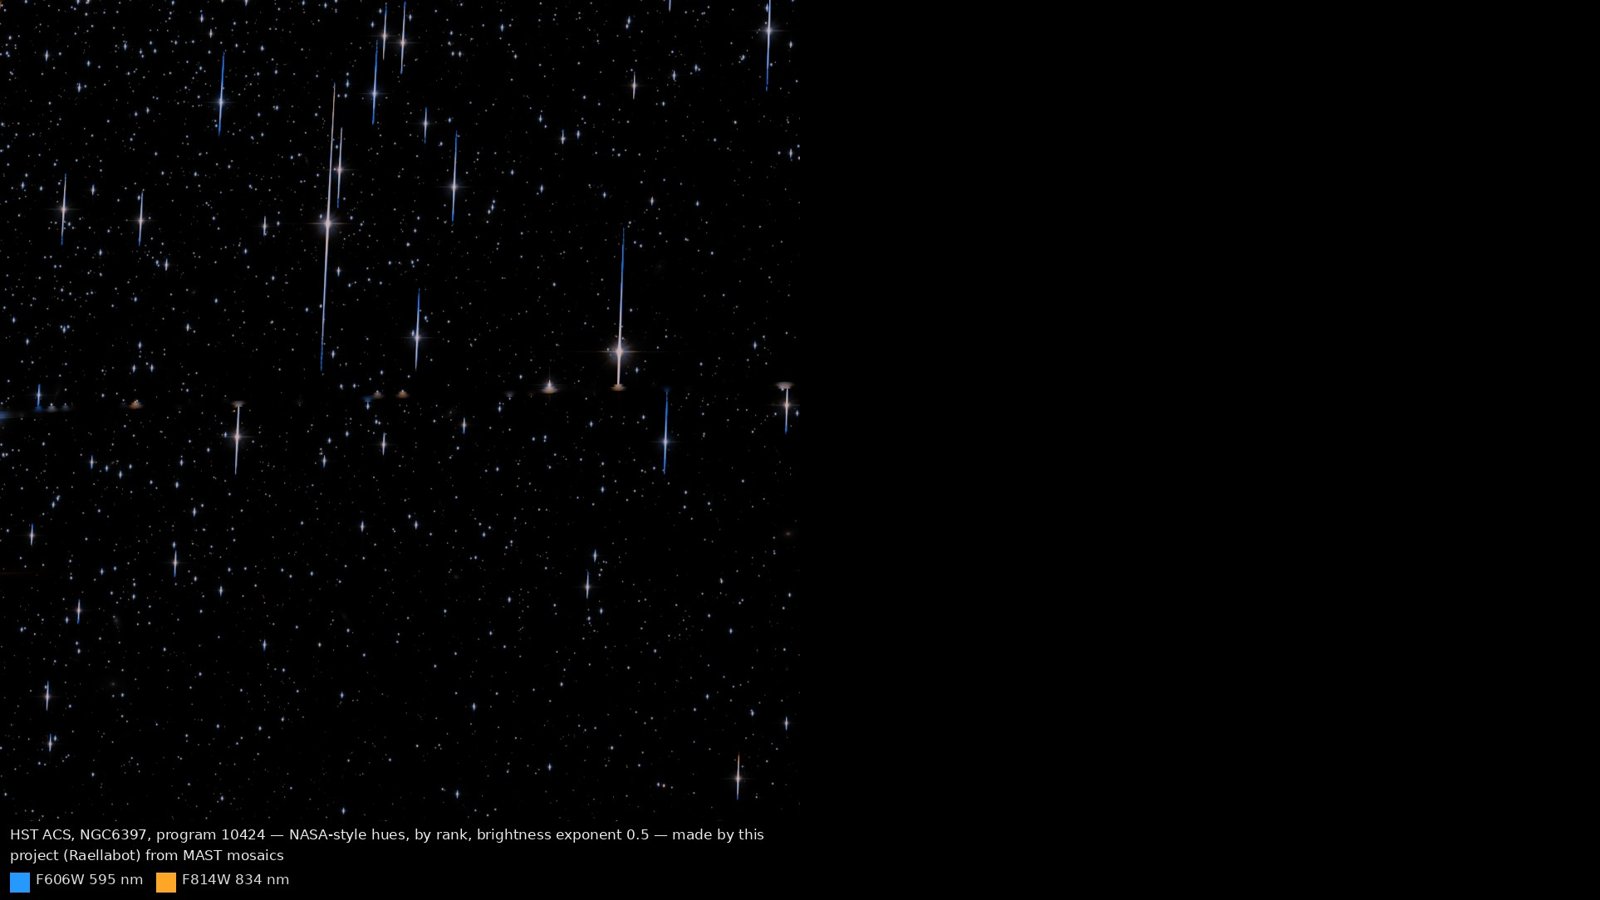 HST ACS, NGC6397, program 10424 — NASA-style hues, by rank, brightness exponent 0.5 — made by this
project (Raellabot) from MAST mosaics
F606W 595 nm F814W 834 nm